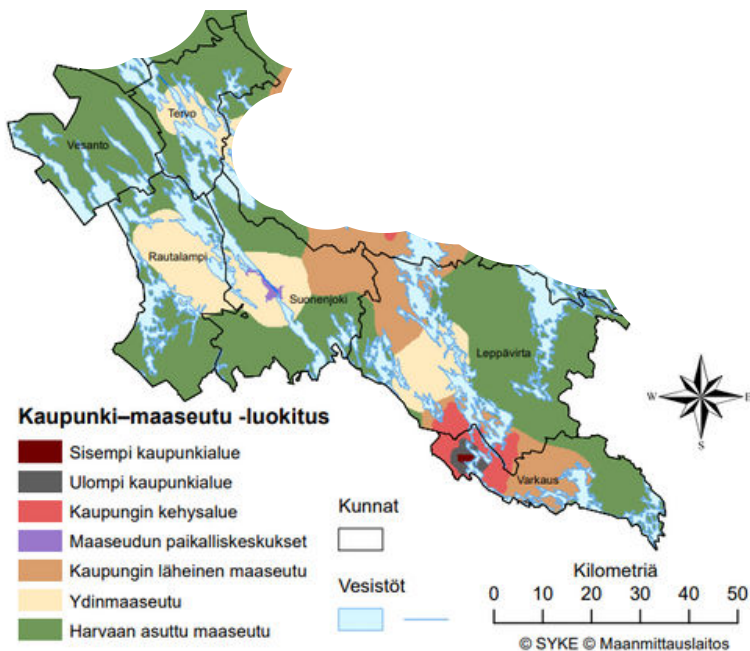 Tervo
Vesanto
Rautalampi
Suonenjoki
Leppävirta
Varkaus
N
W
E
S
Kaupunki–maaseutu -luokitus
Sisempi kaupunkialue
Ulompi kaupunkialue
Kaupungin kehysalue
Maaseudun paikalliskeskukset
Kaupungin läheinen maaseutu
Ydinmaaseutu
Harvaan asuttu maaseutu
Kunnat
Vesistöt
Kilometriä
0 10 20 30 40 50
© SYKE © Maanmittauslaitos